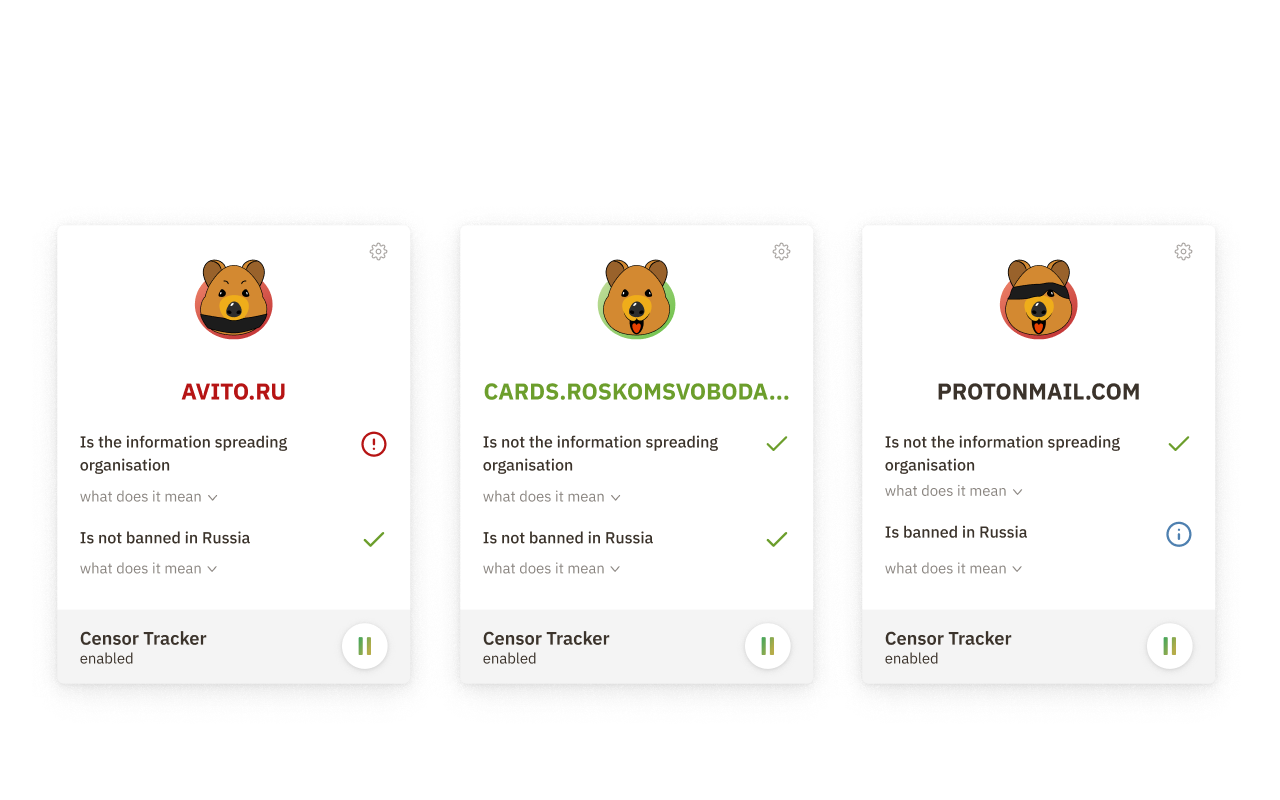 AVITO.RU
Is the information spreading
organisation
what does it mean
Is not banned in Russia
what does it mean
Censor Tracker
enabled
CARDS.ROSKOMSVOBODA...
Is not the information spreading
organisation
what does it mean
Is not banned in Russia
what does it mean
Censor Tracker
enabled
PROTONMAIL.COM
Is not the information spreading
organisation
what does it mean
Is banned in Russia
what does it mean
Censor Tracker
enabled